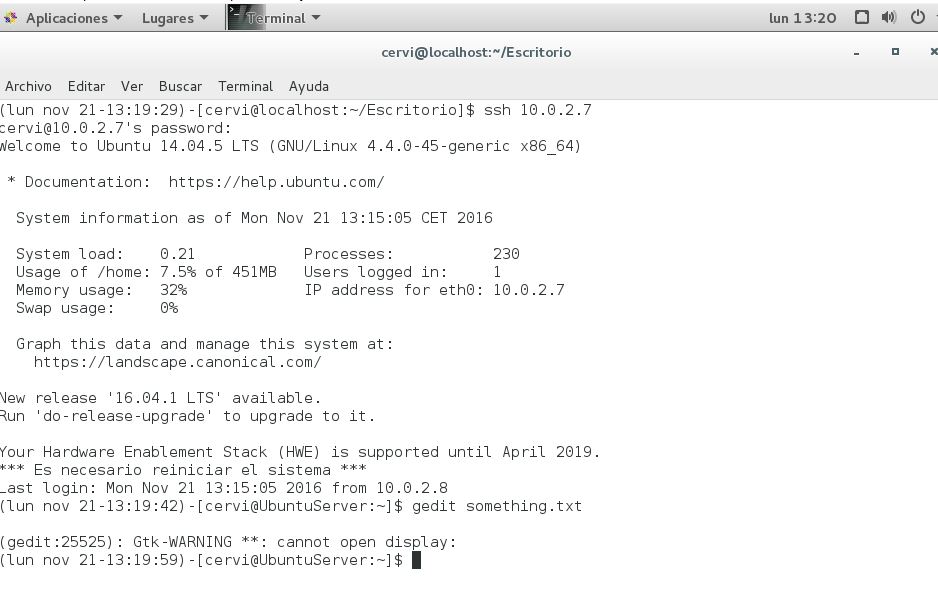 Aplicaciones Lugares Terminal lun 13:20
cervi@localhost:~/Escritorio
Archivo Editar Ver Buscar Terminal Ayuda
(lun nov 21-13:19:29)-[cervi@localhost:~/Escritorio]$ ssh 10.0.2.7
cervi@10.0.2.7's password:
Welcome to Ubuntu 14.04.5 LTS (GNU/Linux 4.4.0-45-generic x86_64)
* Documentation: https://help.ubuntu.com/
System information as of Mon Nov 21 13:15:05 CET 2016
System load: 0.21 Processes: 230
Usage of /home: 7.5% of 451MB Users logged in: 1
Memory usage: 32% IP address for eth0: 10.0.2.7
Swap usage: 0%
Graph this data and manage this system at:
https://landscape.canonical.com/
New release '16.04.1 LTS' available.
Run 'do-release-upgrade' to upgrade to it.
Your Hardware Enablement Stack (HWE) is supported until April 2019.
*** Es necesario reiniciar el sistema ***
Last login: Mon Nov 21 13:15:05 2016 from 10.0.2.8
(lun nov 21-13:19:42)-[cervi@UbuntuServer:~]$ gedit something.txt
(gedit:25525): Gtk-WARNING **: cannot open display:
(lun nov 21-13:19:59)-[cervi@UbuntuServer:~]$